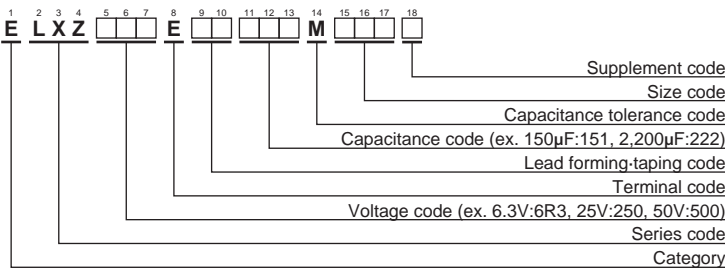 1 2 3 4 5 6 7 8 9 10 11 12 13 14 15 16 17 18
E L X Z E M
Supplement code
Size code
Capacitance tolerance code
Capacitance code (ex. 150µF:151, 2,200µF:222)
Lead forming·taping code
Terminal code
Voltage code (ex. 6.3V:6R3, 25V:250, 50V:500)
Series code
Category